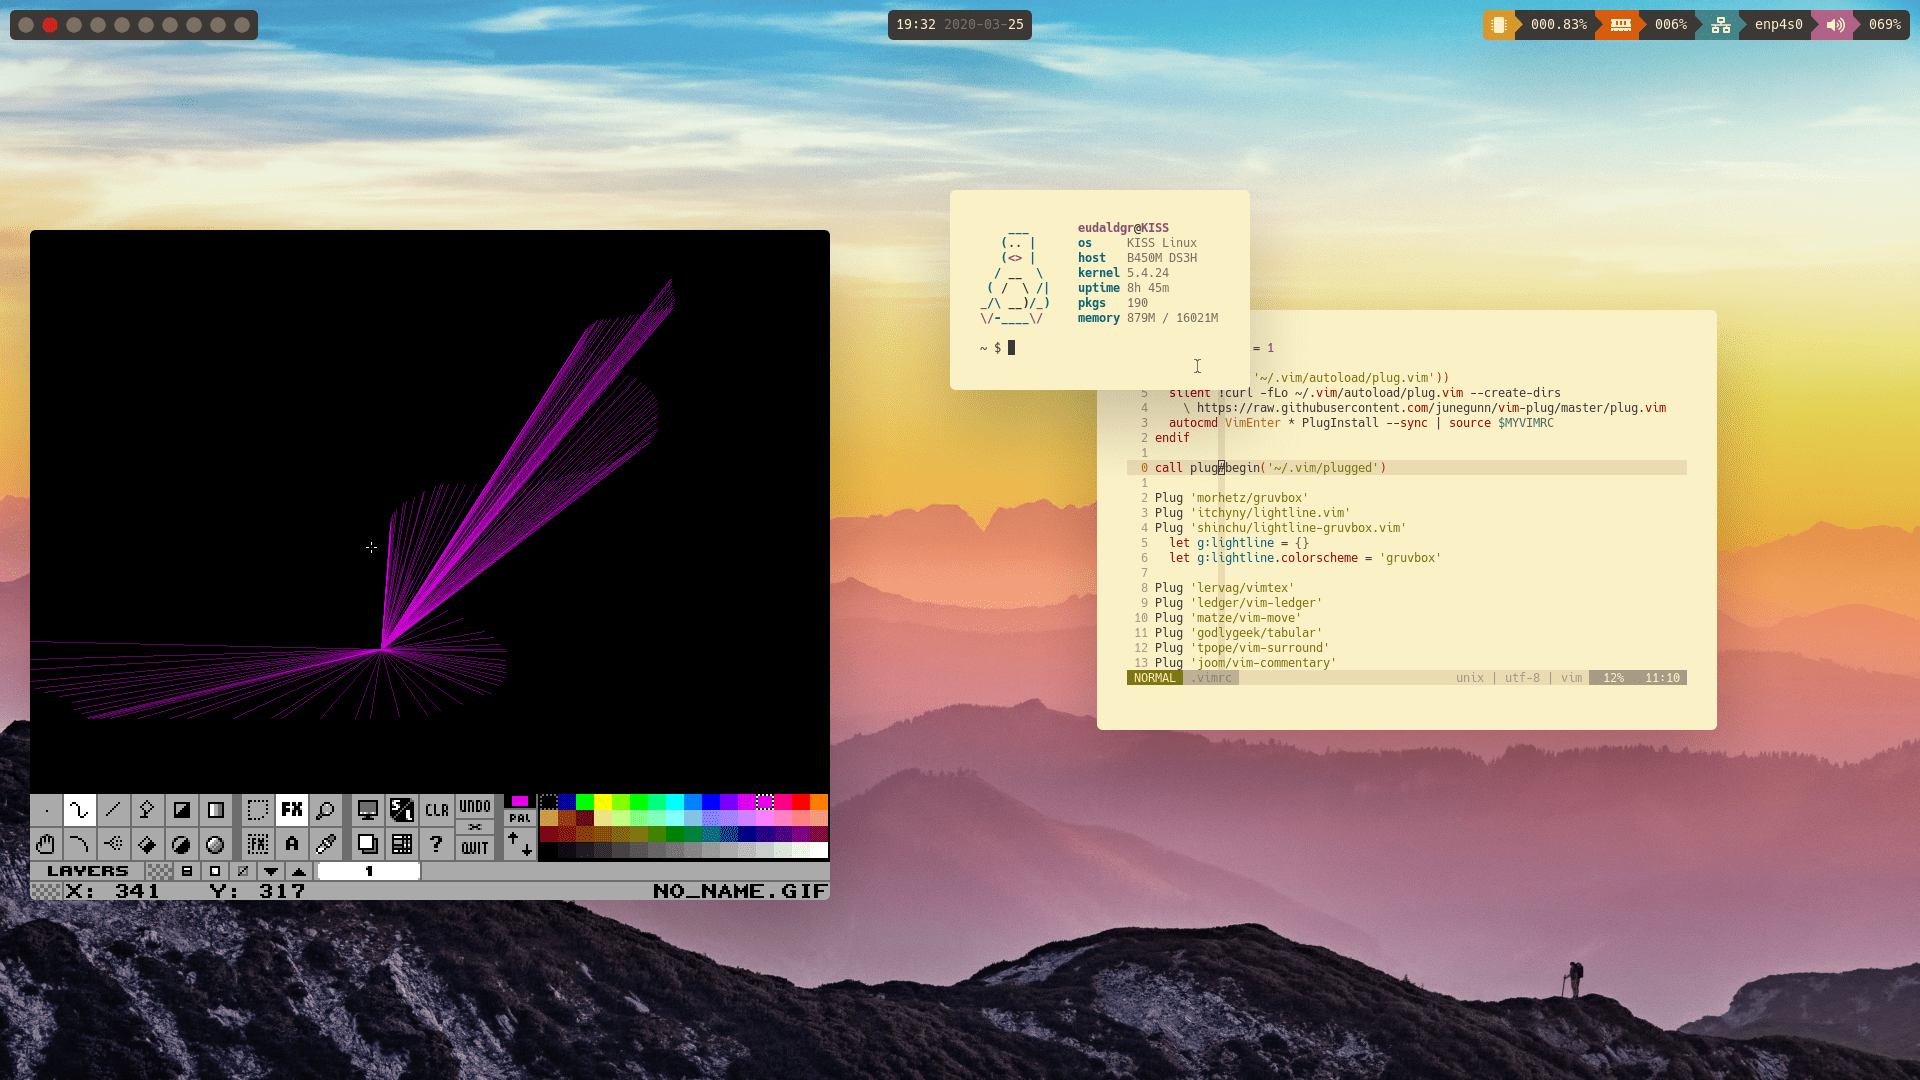 19:32 2020-03-25
000.83%
006%
enp4s0
069%
eudaldgr@KISS
os KISS Linux
host B450M DS3H
kernel 5.4.24
uptime 8h 45m
pkgs 190
memory 879M / 16021M
~ $
= 1
'~/.vim/autoload/plug.vim'))
5 silent !curl -fLo ~/.vim/autoload/plug.vim --create-dirs
4 \ https://raw.githubusercontent.com/junegunn/vim-plug/master/plug.vim
3 autocmd VimEnter * PlugInstall --sync | source $MYVIMRC
2 endif
1
0 call plug#begin('~/.vim/plugged')
1
2 Plug 'morhetz/gruvbox'
3 Plug 'itchyny/lightline.vim'
4 Plug 'shinchu/lightline-gruvbox.vim'
5 let g:lightline = {}
6 let g:lightline.colorscheme = 'gruvbox'
7
8 Plug 'lervag/vimtex'
9 Plug 'ledger/vim-ledger'
10 Plug 'matze/vim-move'
11 Plug 'godlygeek/tabular'
12 Plug 'tpope/vim-surround'
13 Plug 'joom/vim-commentary'
NORMAL .vimrc unix | utf-8 | vim 12% 11:10
FX S/L CLR UNDO PAL
FX A ? QUIT
LAYERS 1
X: 341 Y: 317 NO_NAME.GIF